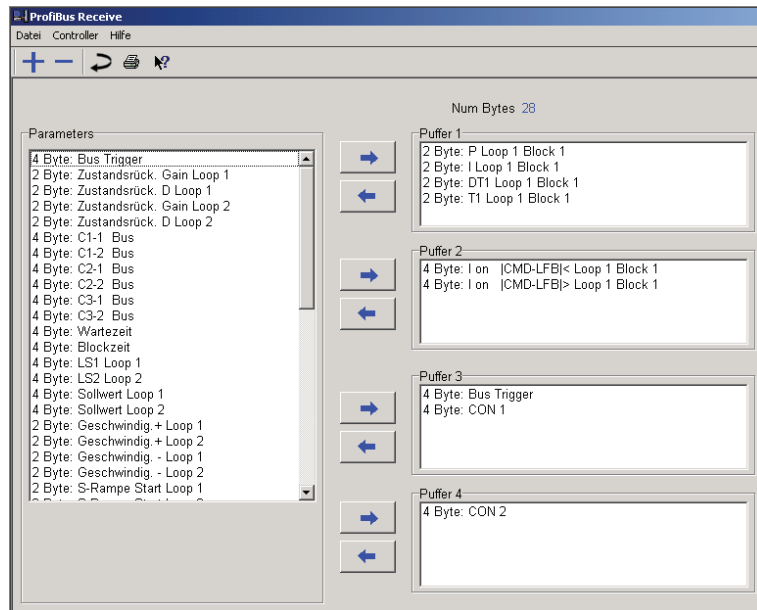 ProfiBus Receive
Datei Controller Hilfe
Num Bytes 28
Parameters
4 Byte: Bus Trigger
2 Byte: Zustandsrück. Gain Loop 1
2 Byte: Zustandsrück. D Loop 1
2 Byte: Zustandsrück. Gain Loop 2
2 Byte: Zustandsrück. D Loop 2
4 Byte: C1-1 Bus
4 Byte: C1-2 Bus
4 Byte: C2-1 Bus
4 Byte: C2-2 Bus
4 Byte: C3-1 Bus
4 Byte: C3-2 Bus
4 Byte: Wartezeit
4 Byte: Blockzeit
4 Byte: LS1 Loop 1
4 Byte: LS2 Loop 2
4 Byte: Sollwert Loop 1
4 Byte: Sollwert Loop 2
2 Byte: Geschwindig.+ Loop 1
2 Byte: Geschwindig.+ Loop 2
2 Byte: Geschwindig. - Loop 1
2 Byte: Geschwindig. - Loop 2
2 Byte: S-Rampe Start Loop 1
Puffer 1
2 Byte: P Loop 1 Block 1
2 Byte: I Loop 1 Block 1
2 Byte: DT1 Loop 1 Block 1
2 Byte: T1 Loop 1 Block 1
Puffer 2
4 Byte: I on |CMD-LFB|< Loop 1 Block 1
4 Byte: I on |CMD-LFB|> Loop 1 Block 1
Puffer 3
4 Byte: Bus Trigger
4 Byte: CON 1
Puffer 4
4 Byte: CON 2